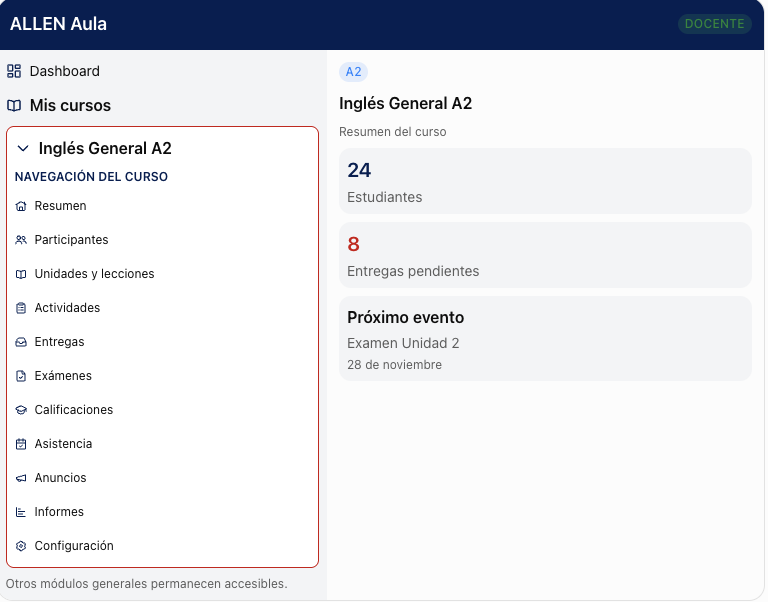 ALLEN Aula
DOCENTE
Dashboard
Mis cursos
Inglés General A2
NAVEGACIÓN DEL CURSO
Resumen
Participantes
Unidades y lecciones
Actividades
Entregas
Exámenes
Calificaciones
Asistencia
Anuncios
Informes
Configuración
Otros módulos generales permanecen accesibles.
A2
Inglés General A2
Resumen del curso
24
Estudiantes
8
Entregas pendientes
Próximo evento
Examen Unidad 2
28 de noviembre